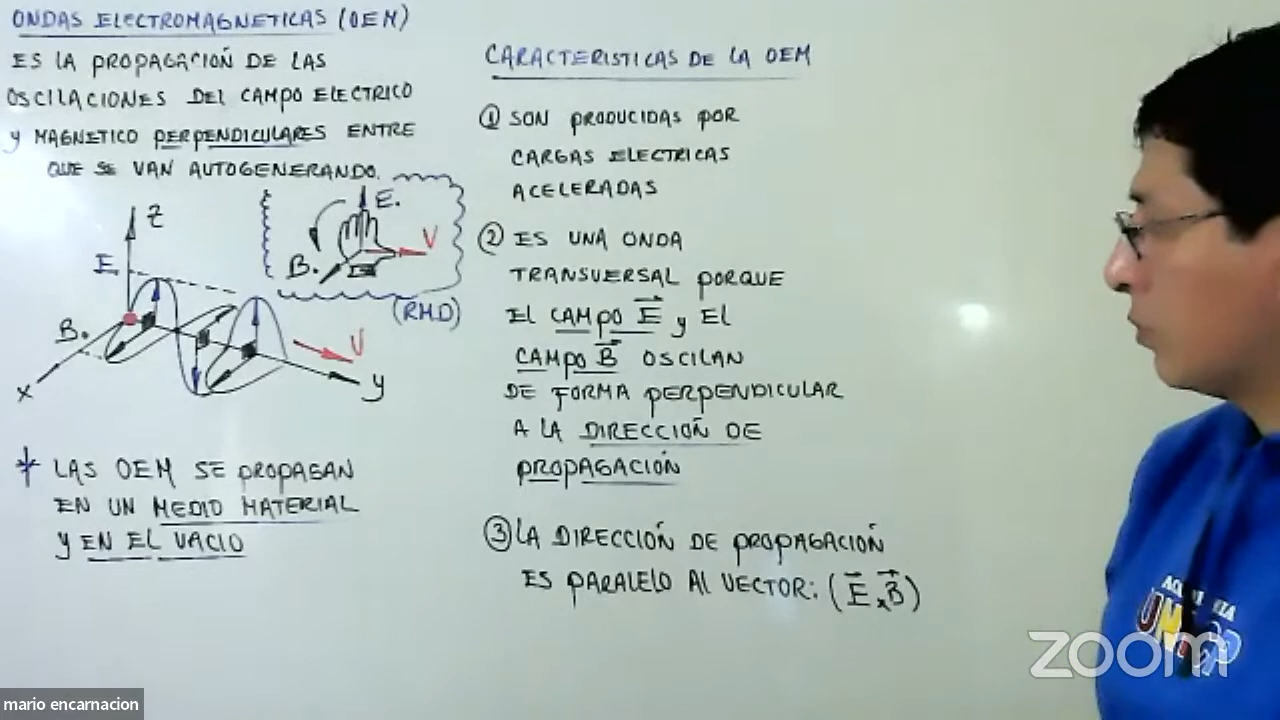 ONDAS ELECTROMAGNETICAS (OEM)
ES LA PROPAGACIÓN DE LAS
OSCILACIONES DEL CAMPO ELECTRICO
Y MAGNETICO PERPENDICULARES ENTRE
QUE SE VAN AUTOGENERANDO.
E.
V
B.
(R.M.D)
Z
E
B.
V
X
Y
* LAS OEM SE PROPAGAN
EN UN MEDIO MATERIAL
Y EN EL VACIO
CARACTERISTICAS DE LA OEM
① SON PRODUCIDAS POR
CARGAS ELECTRICAS
ACELERADAS
② ES UNA ONDA
TRANSVERSAL PORQUE
EL CAMPO E⃗ Y EL
CAMPO B⃗ OSCILAN
DE FORMA PERPENDICULAR
A LA DIRECCIÓN DE
PROPAGACIÓN
③ LA DIRECCIÓN DE PROPAGACIÓN
ES PARALELO AL VECTOR: (E⃗ x B⃗)
zoom
mario encarnacion